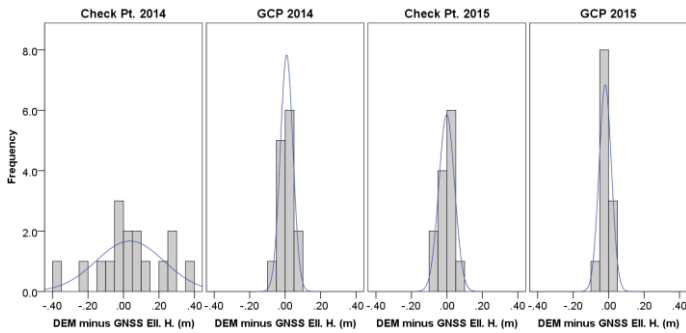 Check Pt. 2014 GCP 2014 Check Pt. 2015 GCP 2015
8.0
6.0
4.0
2.0
0.0
Frequency
-.40 -.20 .00 .20 .40 -.40 -.20 .00 .20 .40 -.40 -.20 .00 .20 .40 -.40 -.20 .00 .20 .40
DEM minus GNSS Ell. H. (m) DEM minus GNSS Ell. H. (m) DEM minus GNSS Ell. H. (m) DEM minus GNSS Ell. H. (m)